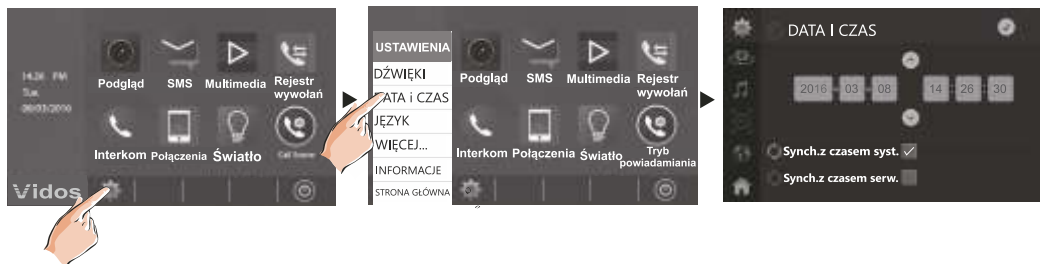 14:26 PM
Tue.
08/03/2016
Podgląd SMS Multimedia Rejestr
wywołań
Interkom Połączenia Światło Call Scene
Vidos
USTAWIENIA
DŹWIĘKI
DATA i CZAS
JĘZYK
WIĘCEJ...
INFORMACJE
STRONA GŁÓWNA
Podgląd SMS Multimedia Rejestr
wywołań
Interkom Połączenia Światło Tryb
powiadamiania
DATA I CZAS
2016 - 03 - 08 14 26 30
Synch.z czasem syst.
Synch.z czasem serw.